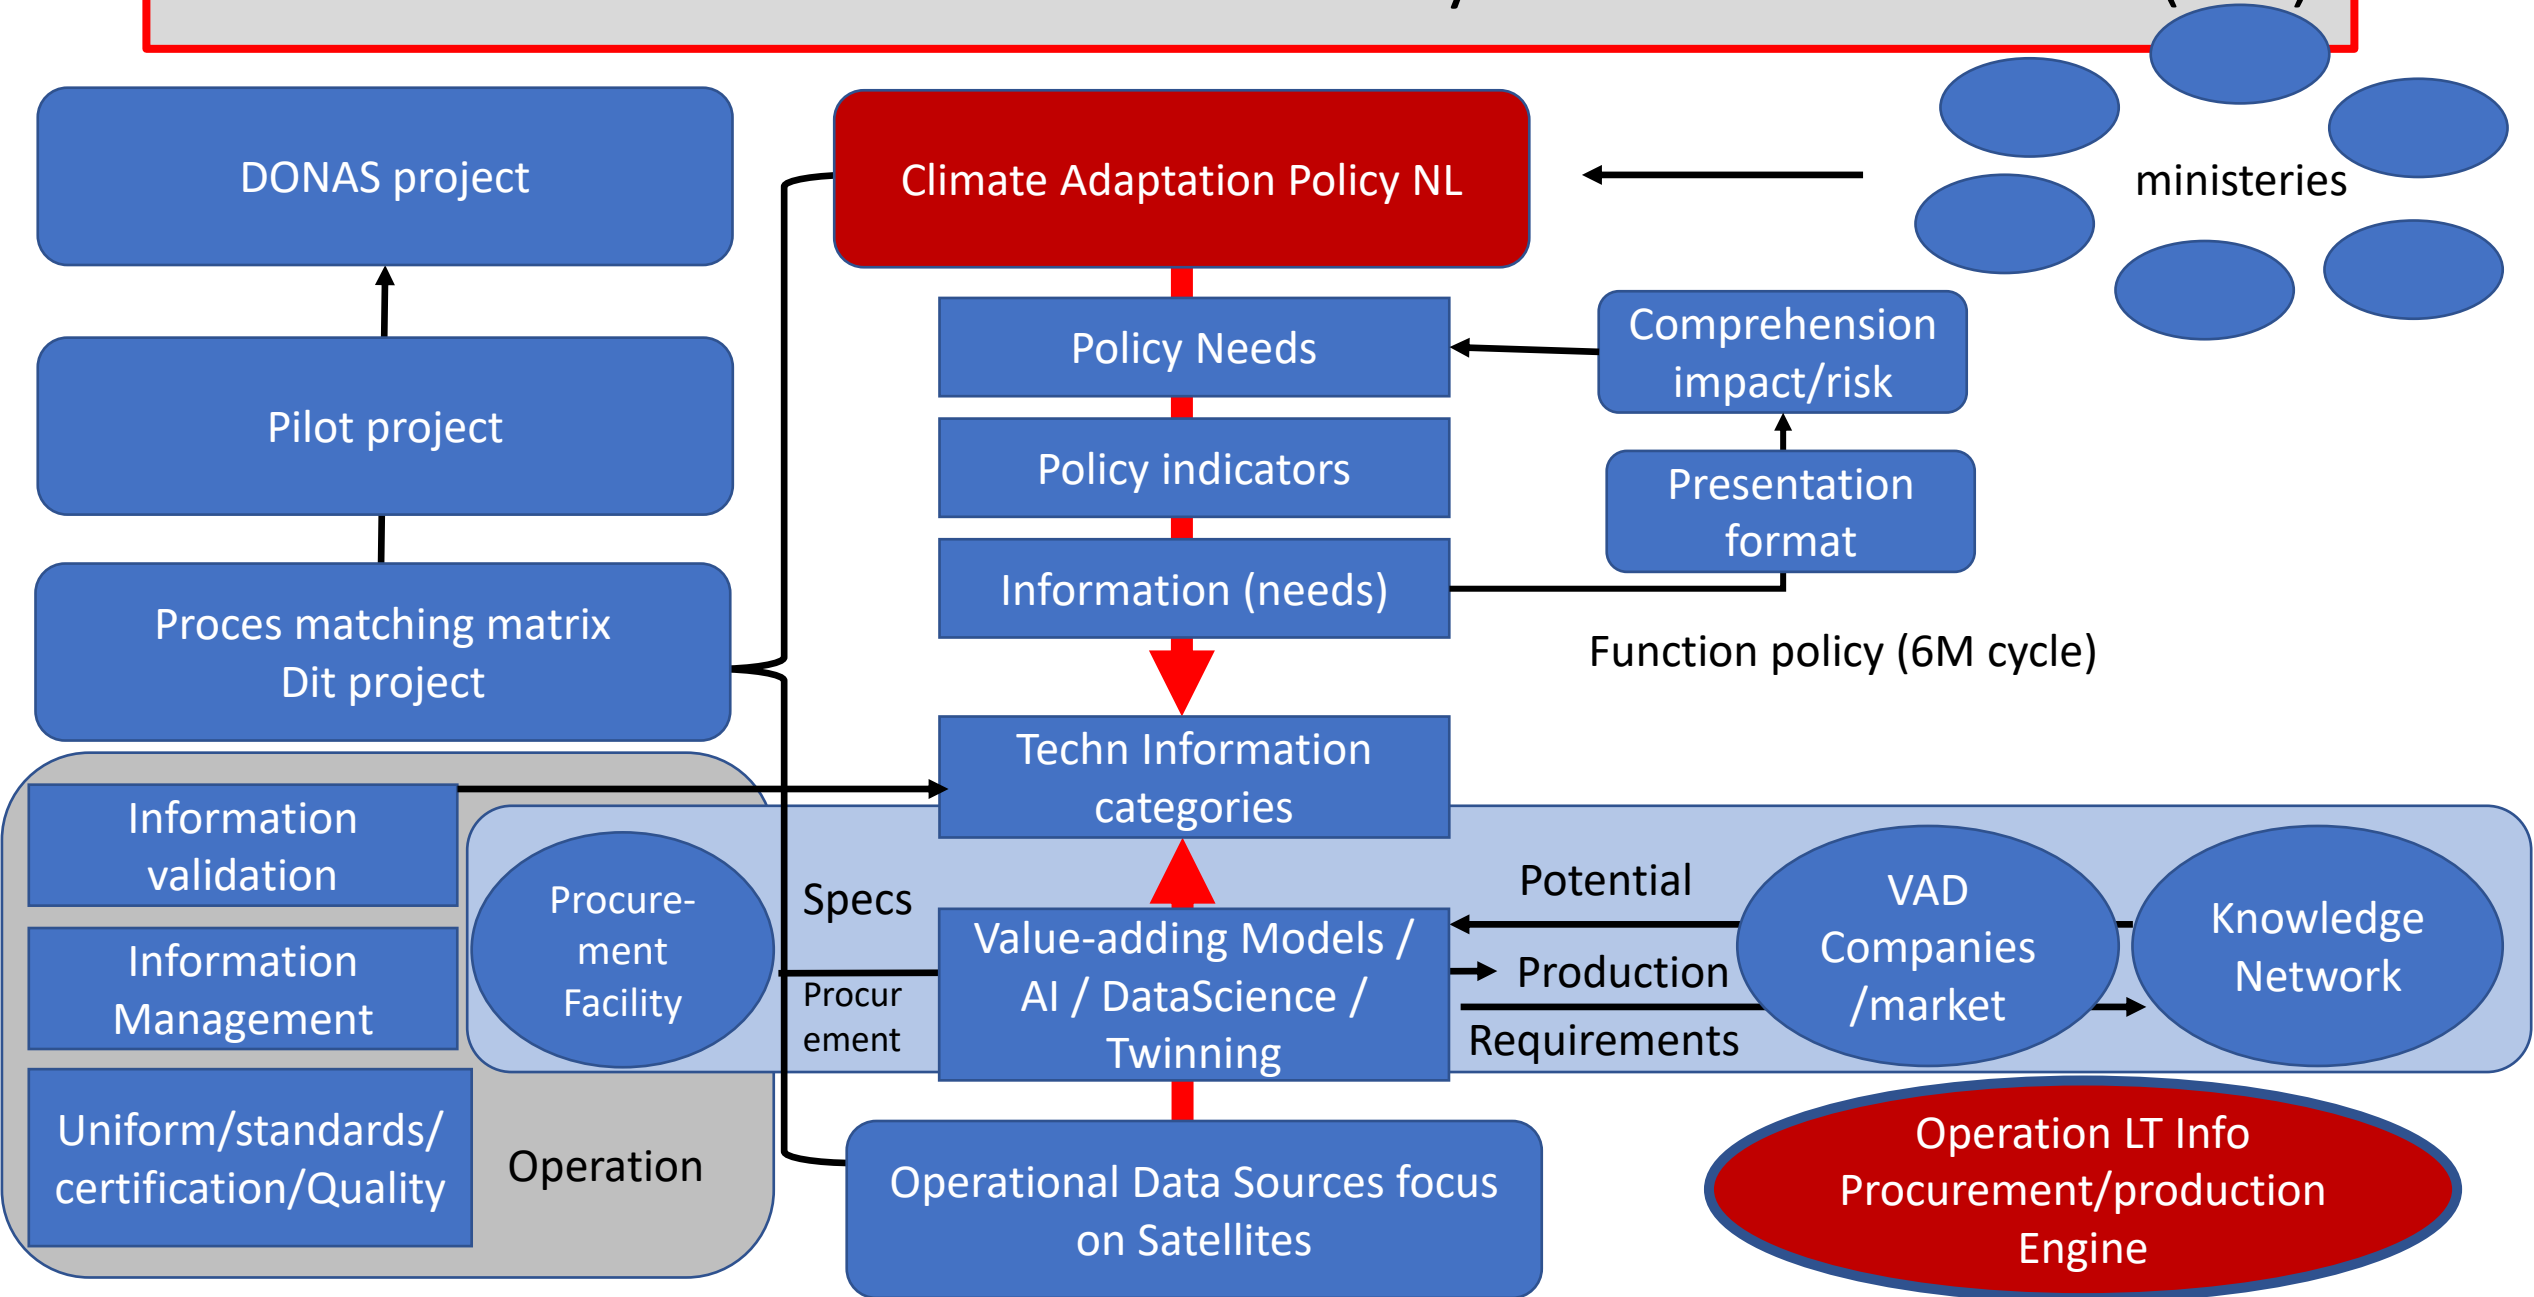 DONAS project
Climate Adaptation Policy NL
ministeries
Pilot project
Policy Needs
Comprehension
impact/risk
Policy indicators
Presentation
format
Information (needs)
Proces matching matrix
Dit project
Function policy (6M cycle)
Techn Information
categories
Information
validation
Information
Management
Uniform/standards/
certification/Quality
Operation
Procure-
ment
Facility
Specs
Procur
ement
Value-adding Models /
AI / DataScience /
Twinning
Potential
Production
Requirements
VAD
Companies
/market
Knowledge
Network
Operational Data Sources focus
on Satellites
Operation LT Info
Procurement/production
Engine